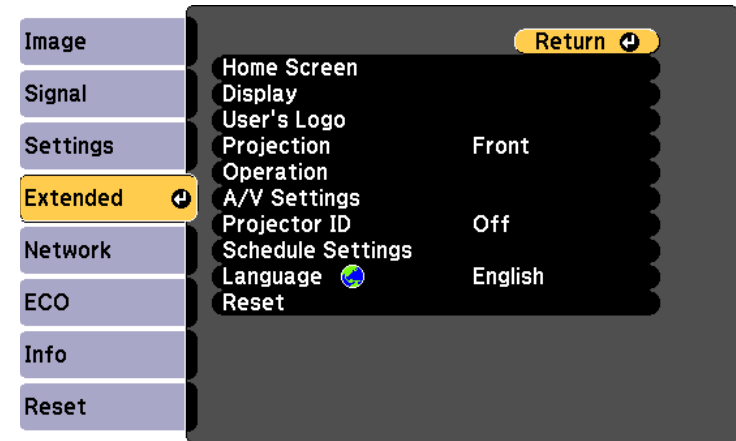 Image
Signal
Settings
Extended
Network
ECO
Info
Reset
Return
Home Screen
Display
User's Logo
Projection Front
Operation
A/V Settings
Projector ID Off
Schedule Settings
Language English
Reset